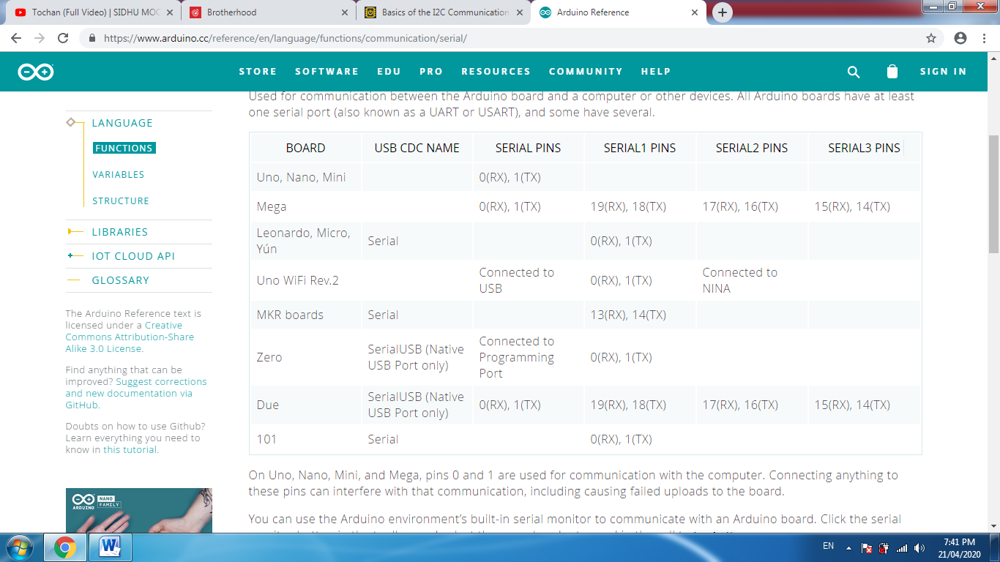 Tochan (Full Video) | SIDHU MOO
Brotherhood
Basics of the I2C Communication
Arduino Reference
https://www.arduino.cc/reference/en/language/functions/communication/serial/
STORE SOFTWARE EDU PRO RESOURCES COMMUNITY HELP SIGN IN
LANGUAGE
FUNCTIONS
VARIABLES
STRUCTURE
LIBRARIES
IOT CLOUD API
GLOSSARY
The Arduino Reference text is
licensed under a Creative
Commons Attribution-Share
Alike 3.0 License.
Find anything that can be
improved? Suggest corrections
and new documentation via
GitHub.
Doubts on how to use Github?
Learn everything you need to
know in this tutorial.
ARDUINO NANO
FAMILY
Used for communication between the Arduino board and a computer or other devices. All Arduino boards have at least
one serial port (also known as a UART or USART), and some have several.
BOARD USB CDC NAME SERIAL PINS SERIAL1 PINS SERIAL2 PINS SERIAL3 PINS
Uno, Nano, Mini 0(RX), 1(TX)
Mega 0(RX), 1(TX) 19(RX), 18(TX) 17(RX), 16(TX) 15(RX), 14(TX)
Leonardo, Micro,
Yún Serial 0(RX), 1(TX)
Uno WiFi Rev.2 Connected to
USB 0(RX), 1(TX) Connected to
NINA
MKR boards Serial 13(RX), 14(TX)
Zero SerialUSB (Native
USB Port only) Connected to
Programming
Port 0(RX), 1(TX)
Due SerialUSB (Native
USB Port only) 0(RX), 1(TX) 19(RX), 18(TX) 17(RX), 16(TX) 15(RX), 14(TX)
101 Serial 0(RX), 1(TX)
On Uno, Nano, Mini, and Mega, pins 0 and 1 are used for communication with the computer. Connecting anything to
these pins can interfere with that communication, including causing failed uploads to the board.
You can use the Arduino environment's built-in serial monitor to communicate with an Arduino board. Click the serial
EN
7:41 PM
21/04/2020